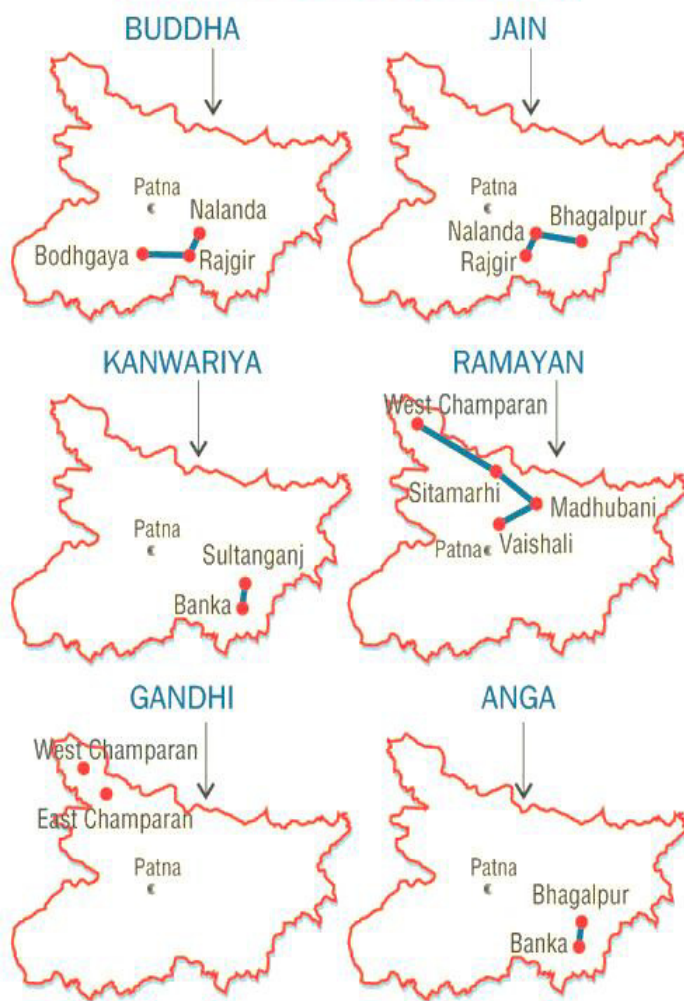 BUDDHA
Patna
Nalanda
Bodhgaya
Rajgir
JAIN
Patna
Bhagalpur
Nalanda
Rajgir
KANWARIYA
Patna
Sultanganj
Banka
RAMAYAN
West Champaran
Sitamarhi
Madhubani
Patna
Vaishali
GANDHI
West Champaran
East Champaran
Patna
ANGA
Patna
Bhagalpur
Banka